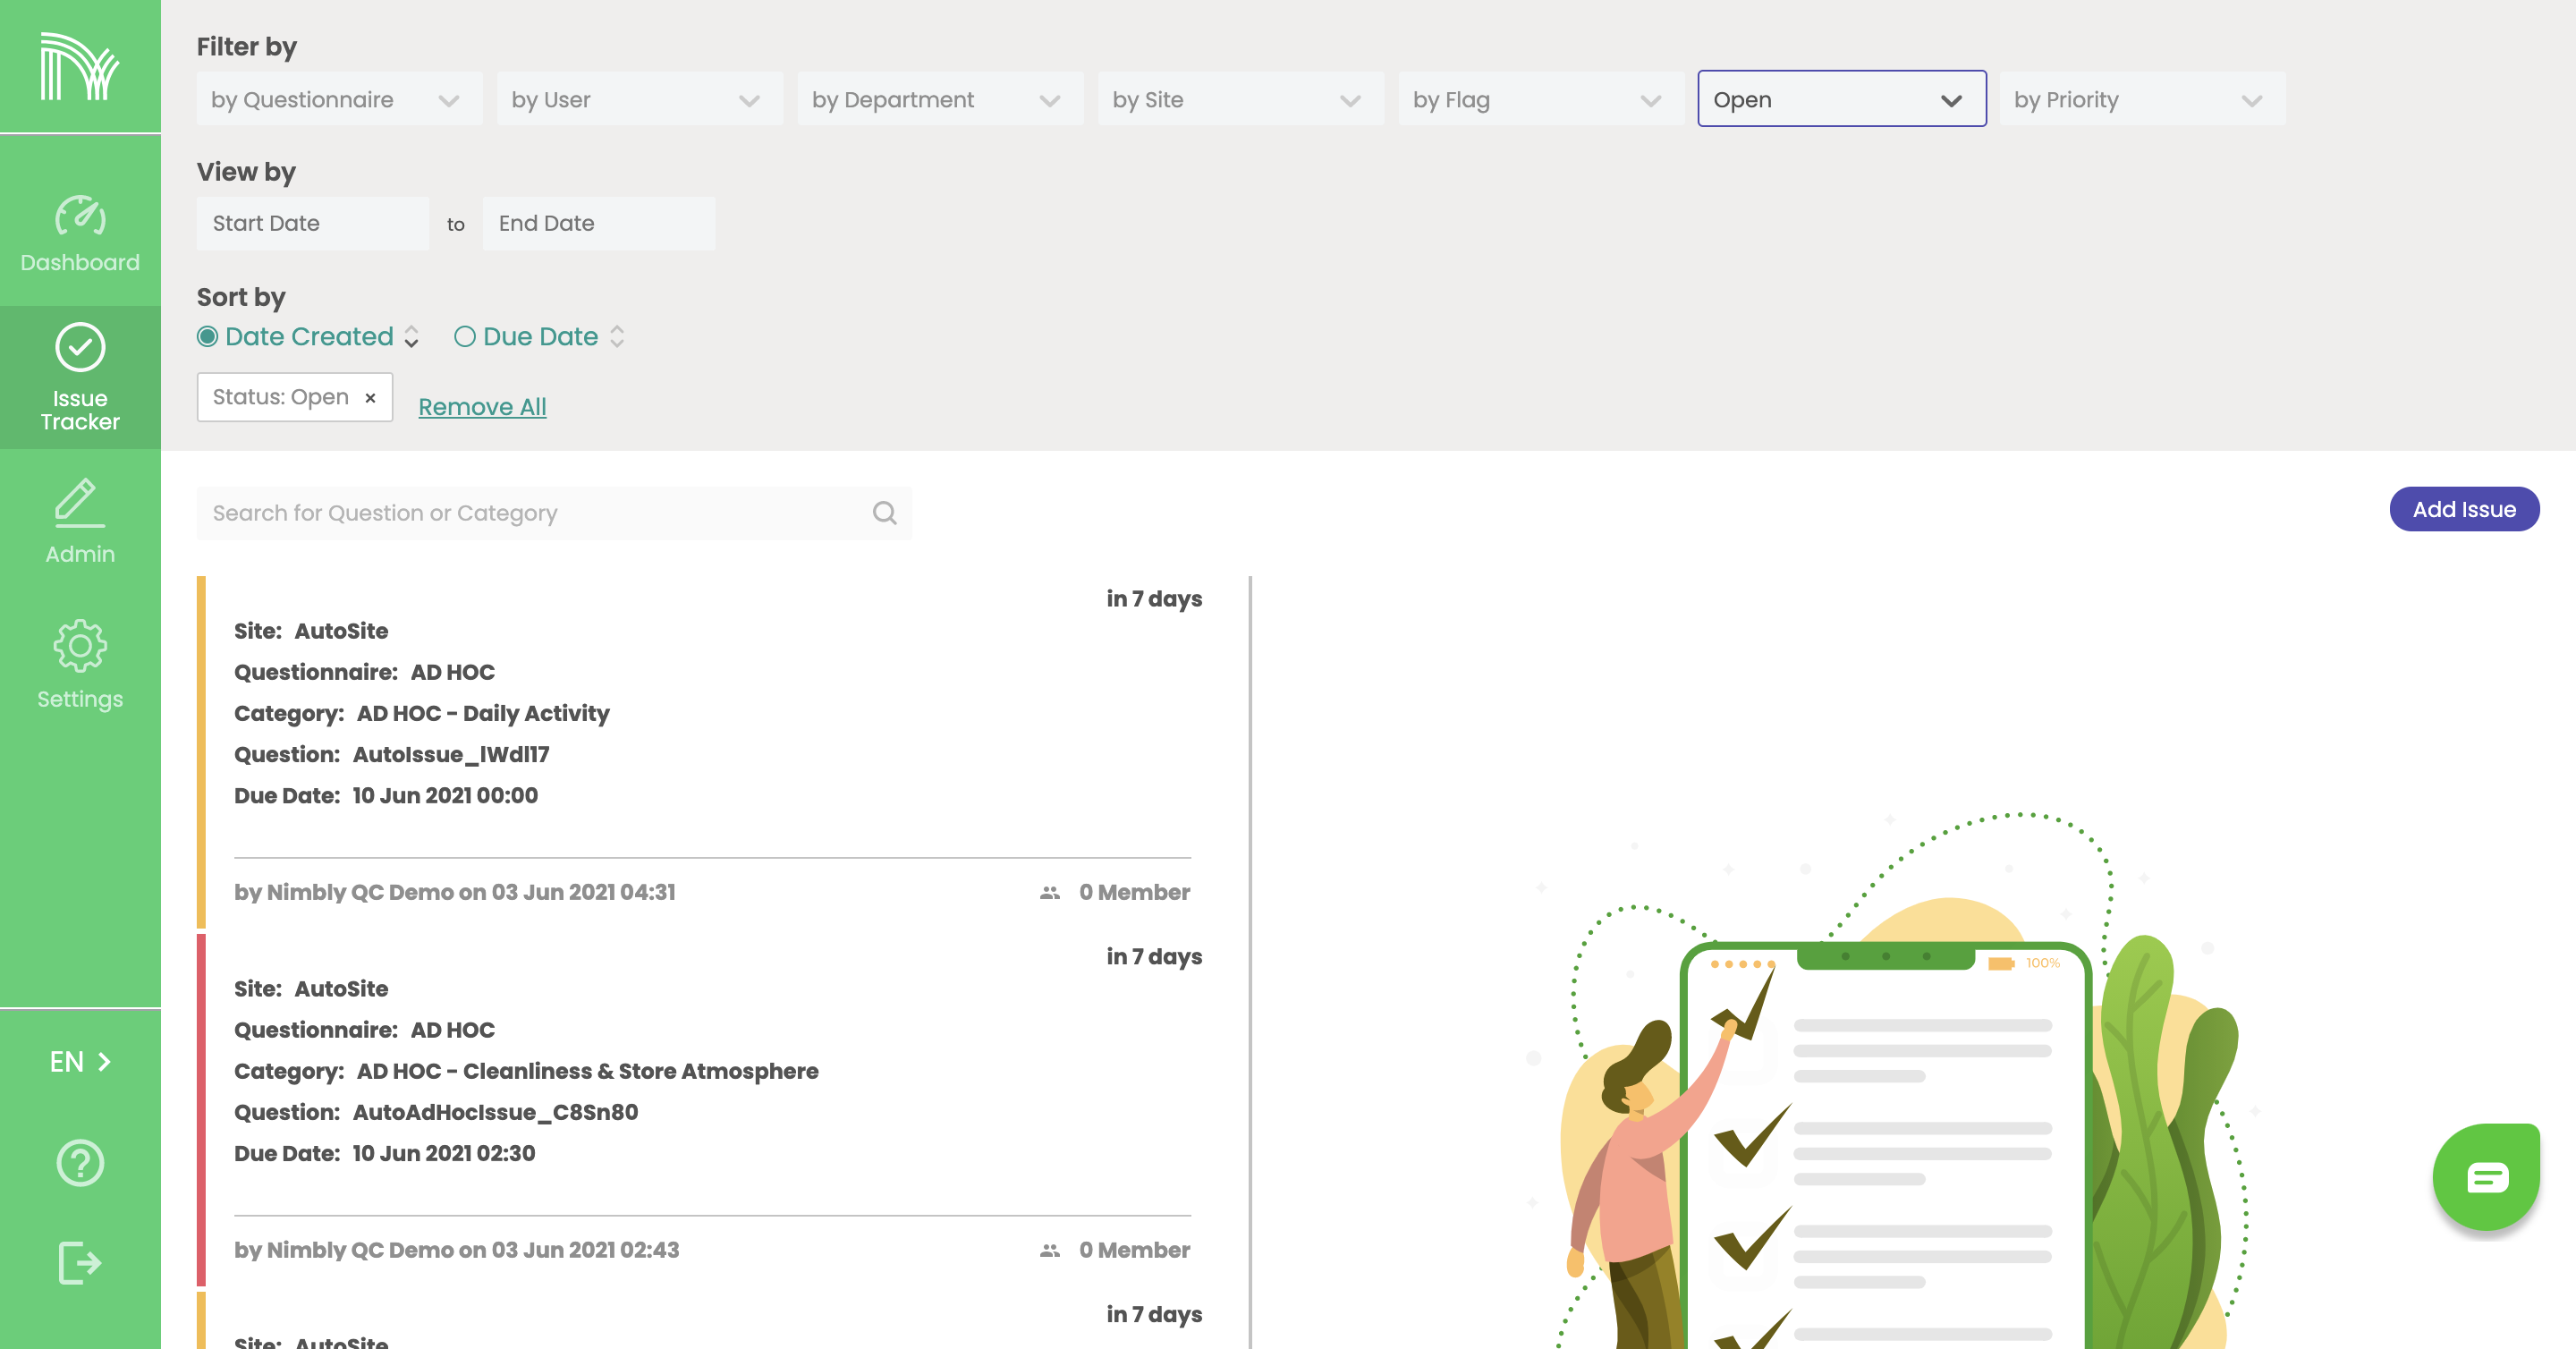 Filter by
by Questionnaire by User by Department by Site by Flag Open by Priority
View by
Start Date to End Date
Sort by
Date Created Due Date
Status: Open × Remove All
Dashboard
Issue
Tracker
Admin
Settings
EN
Search for Question or Category
Add Issue
in 7 days
Site: AutoSite
Questionnaire: AD HOC
Category: AD HOC - Daily Activity
Question: AutoIssue_lWdl17
Due Date: 10 Jun 2021 00:00
by Nimbly QC Demo on 03 Jun 2021 04:31 0 Member
in 7 days
Site: AutoSite
Questionnaire: AD HOC
Category: AD HOC - Cleanliness & Store Atmosphere
Question: AutoAdHocIssue_C8Sn80
Due Date: 10 Jun 2021 02:30
by Nimbly QC Demo on 03 Jun 2021 02:43 0 Member
in 7 days
Site: AutoSite
100%